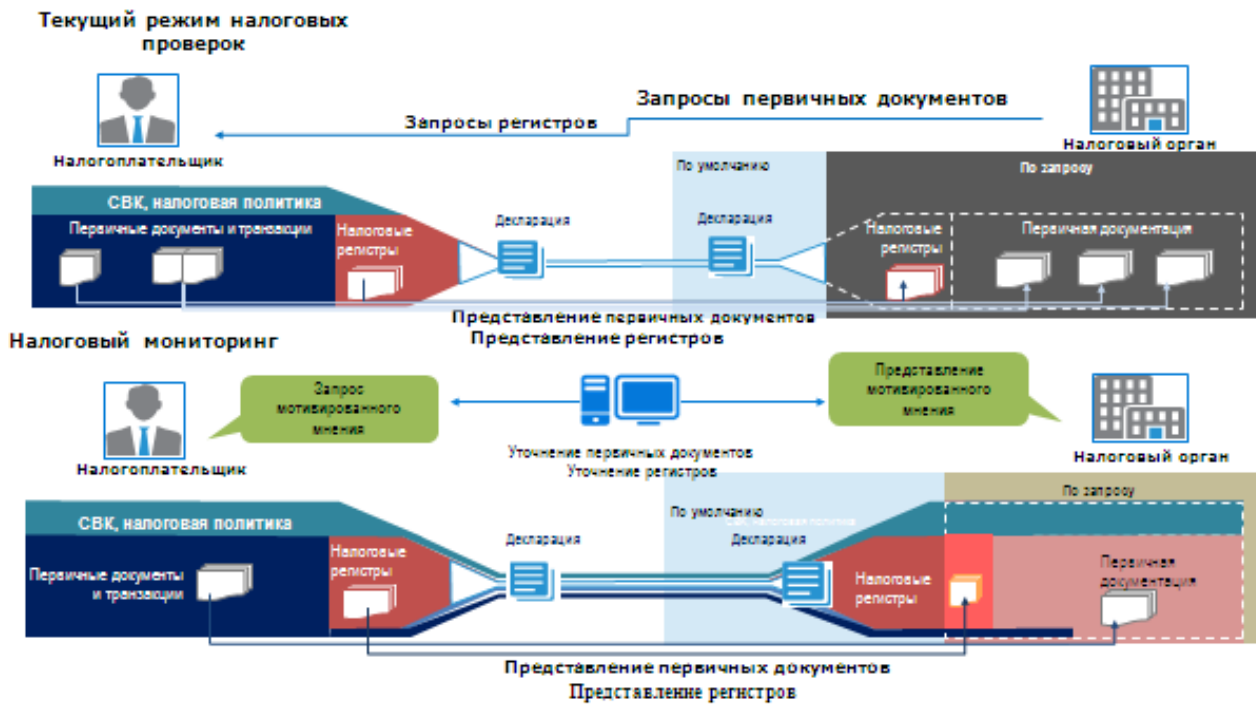 Текущий режим налоговых
проверок
Запросы первичных документов
Запросы регистров
Налогоплательщик
Налоговый орган
По умолчанию
По запросу
СВК, налоговая политика
Первичные документы и транзакции
Налоговые
регистры
Декларация
Декларация
Налоговые
регистры
Первичная документация
Представление первичных документов
Представление регистров
Налоговый мониторинг
Запрос
мотивированного
мнения
Представление
мотивированного
мнения
Налогоплательщик
Уточнение первичных документов
Уточнение регистров
Налоговый орган
По запросу
СВК, налоговая политика
По умолчанию
СВК, налоговая политика
Декларация
Декларация
Первичные документы
и транзакции
Налоговые
регистры
Налоговые
регистры
Первичная
документация
Представление первичных документов
Представление регистров